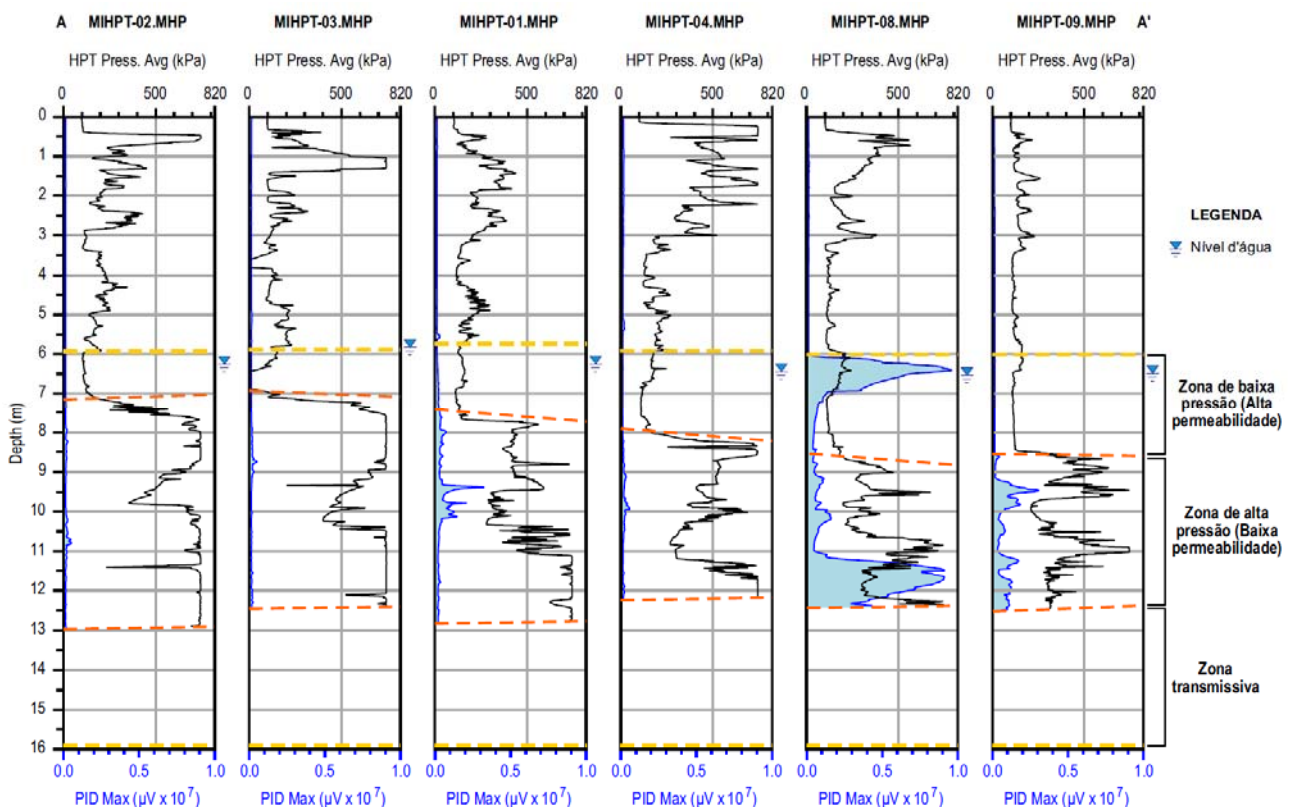 A MIHPT-02.MHP MIHPT-03.MHP MIHPT-01.MHP MIHPT-04.MHP MIHPT-08.MHP MIHPT-09.MHP A'
HPT Press. Avg (kPa) HPT Press. Avg (kPa) HPT Press. Avg (kPa) HPT Press. Avg (kPa) HPT Press. Avg (kPa) HPT Press. Avg (kPa)
0 500 820 0 500 820 0 500 820 0 500 820 0 500 820 0 500 820
0
1
2
3
4
5
6
7
8
9
10
11
12
13
14
15
16
Depth (m)
LEGENDA
Nível d'água
Zona de baixa
pressão (Alta
permeabilidade)
Zona de alta
pressão (Baixa
permeabilidade)
Zona
transmissiva
0.0 0.5 1.0 0.0 0.5 1.0 0.0 0.5 1.0 0.0 0.5 1.0 0.0 0.5 1.0 0.0 0.5 1.0
PID Max (µV x 10⁷) PID Max (µV x 10⁷) PID Max (µV x 10⁷) PID Max (µV x 10⁷) PID Max (µV x 10⁷) PID Max (µV x 10⁷)